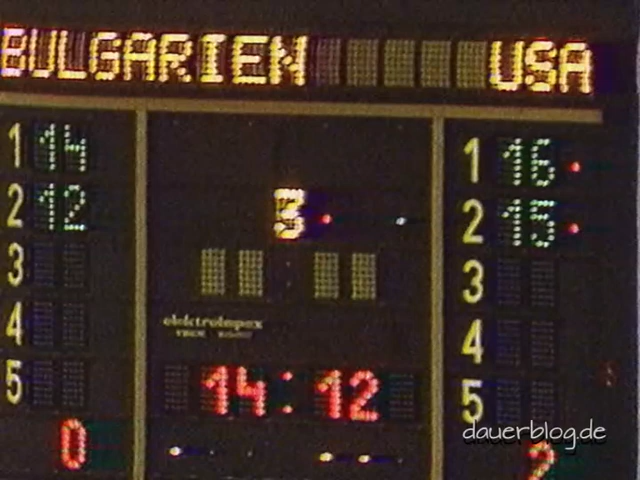 BULGARIEN USA
1 14 1 16
2 12 3 2 15
3 3
4 4
elektroimpex
5 14:12 5
0 2
dauerblog.de